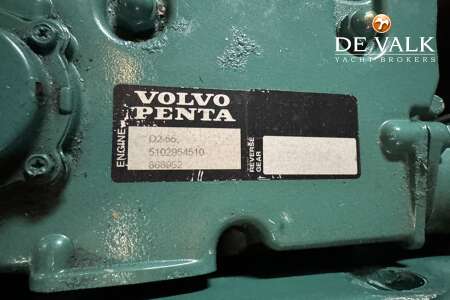 DE VALK
YACHT BROKERS
VOLVO
PENTA
ENGINE
D2-55,
5102954510
868952
REVERSE
GEAR